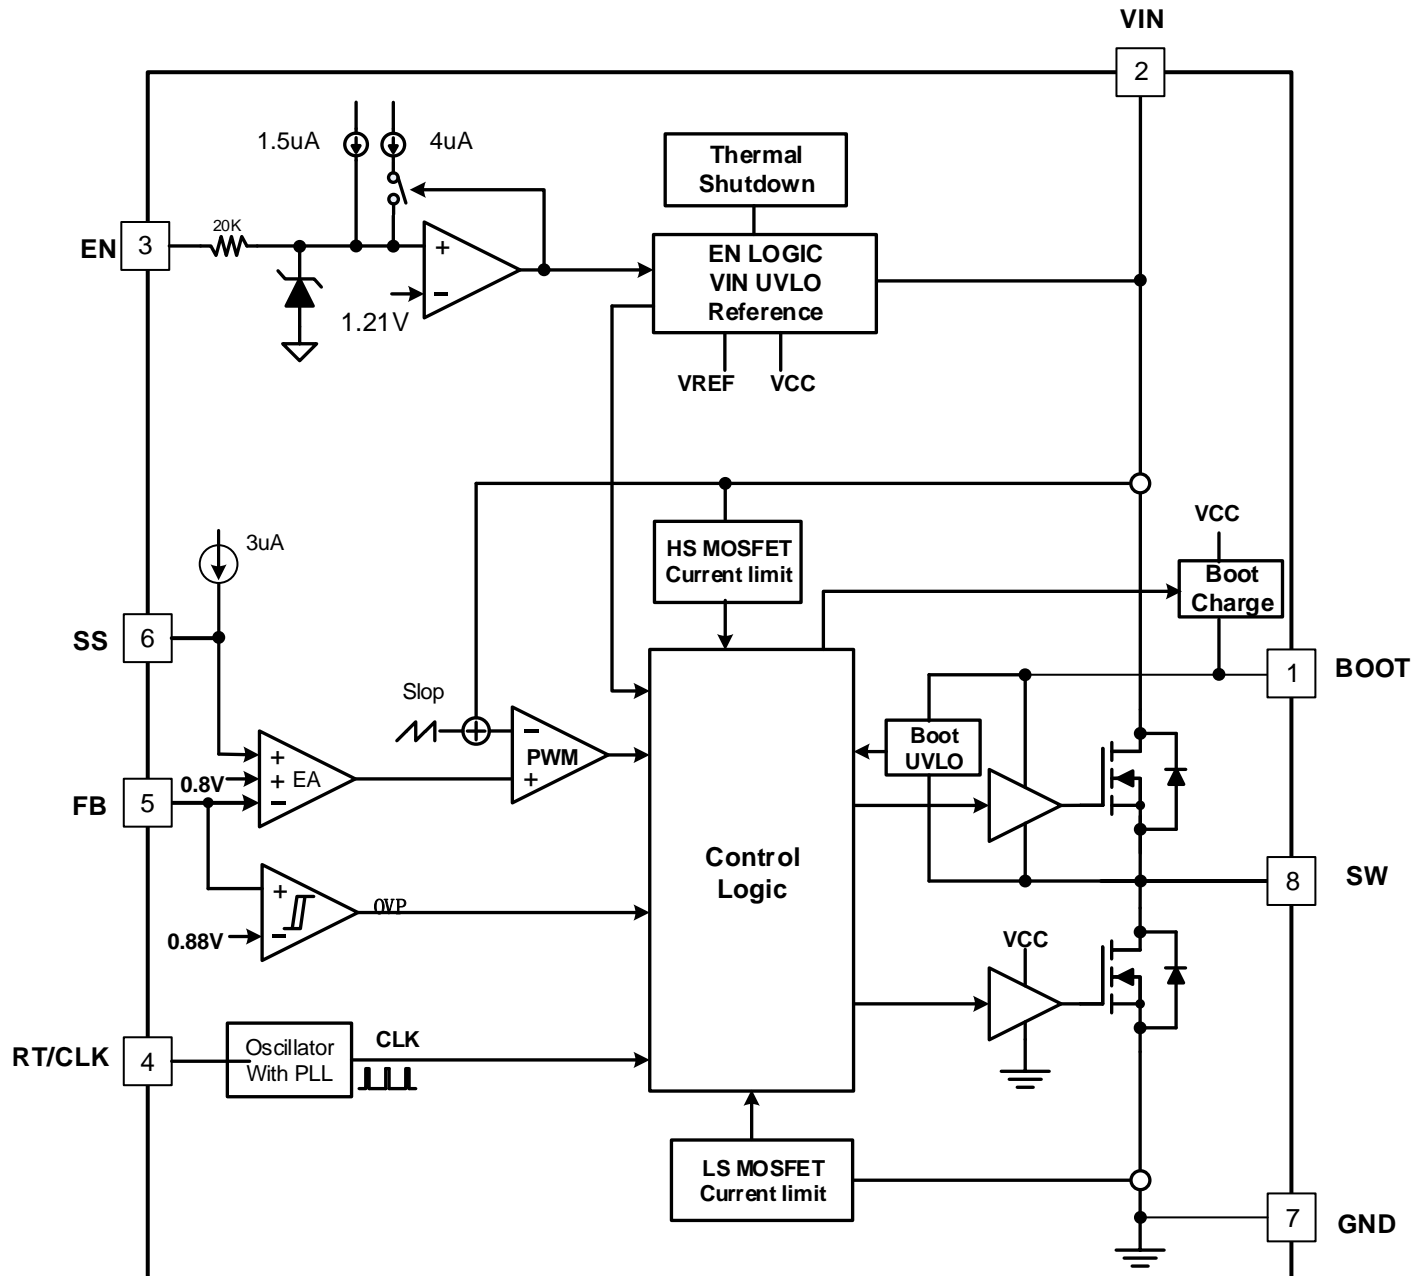 VIN
2
1.5uA
4uA
Thermal
Shutdown
20K
EN
3
+
−
1.21V
EN LOGIC
VIN UVLO
Reference
VREF
VCC
3uA
HS MOSFET
Current limit
VCC
Boot
Charge
SS
6
BOOT
1
Slop
−
PWM
+
Boot
UVLO
+
0.8V
+ EA
−
FB
5
Control
Logic
SW
8
+
OVP
0.88V
−
VCC
RT/CLK
4
Oscillator
With PLL
CLK
LS MOSFET
Current limit
7
GND